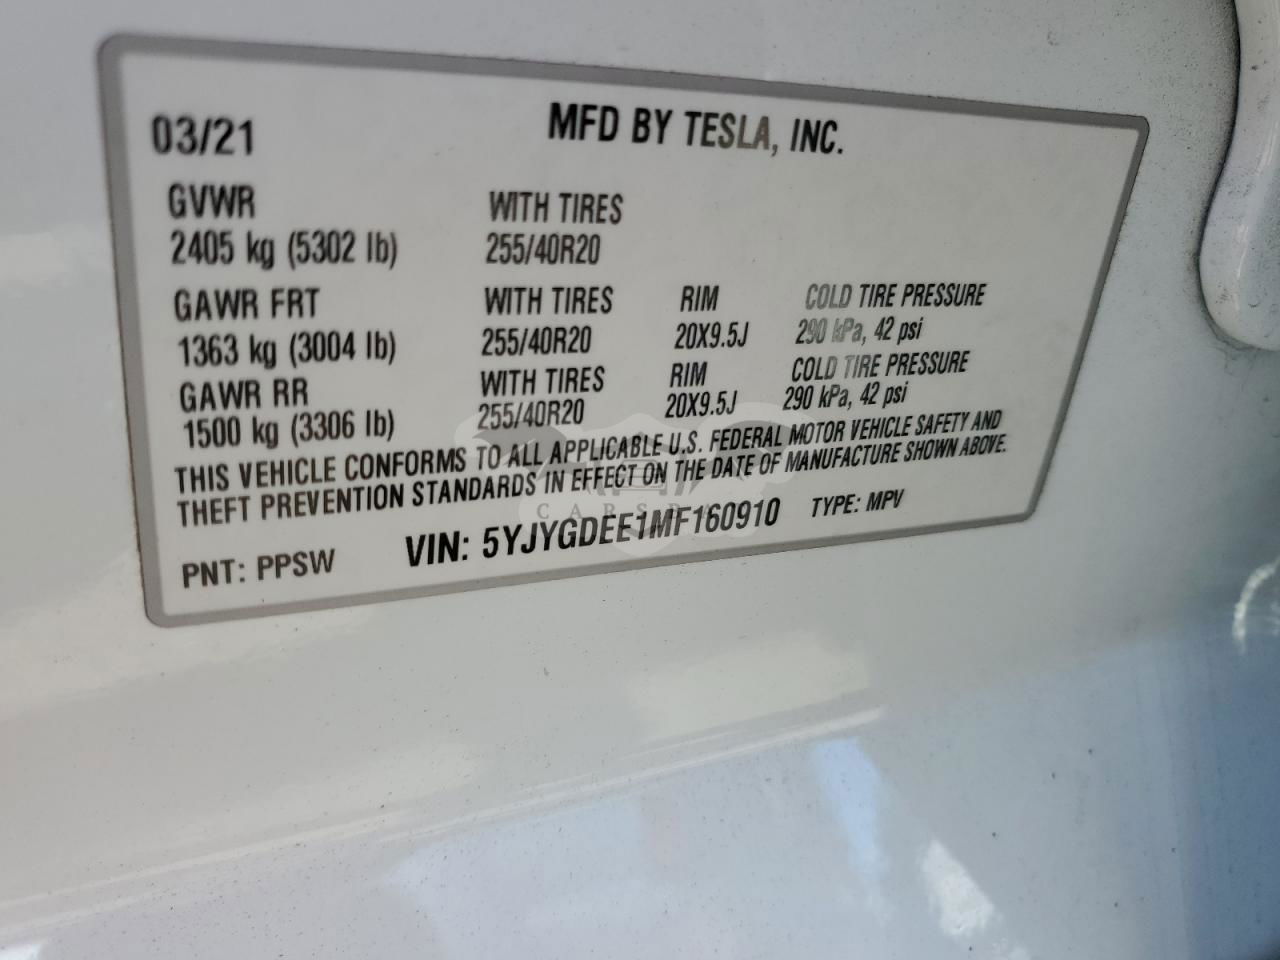 03/21 MFD BY TESLA, INC.
GVWR WITH TIRES
2405 kg (5302 lb) 255/40R20
GAWR FRT WITH TIRES RIM COLD TIRE PRESSURE
1363 kg (3004 lb) 255/40R20 20X9.5J 290 kPa, 42 psi
GAWR RR WITH TIRES RIM COLD TIRE PRESSURE
1500 kg (3306 lb) 255/40R20 20X9.5J 290 kPa, 42 psi
THIS VEHICLE CONFORMS TO ALL APPLICABLE U.S. FEDERAL MOTOR VEHICLE SAFETY AND
THEFT PREVENTION STANDARDS IN EFFECT ON THE DATE OF MANUFACTURE SHOWN ABOVE.
PNT: PPSW VIN: 5YJYGDEE1MF160910 TYPE: MPV